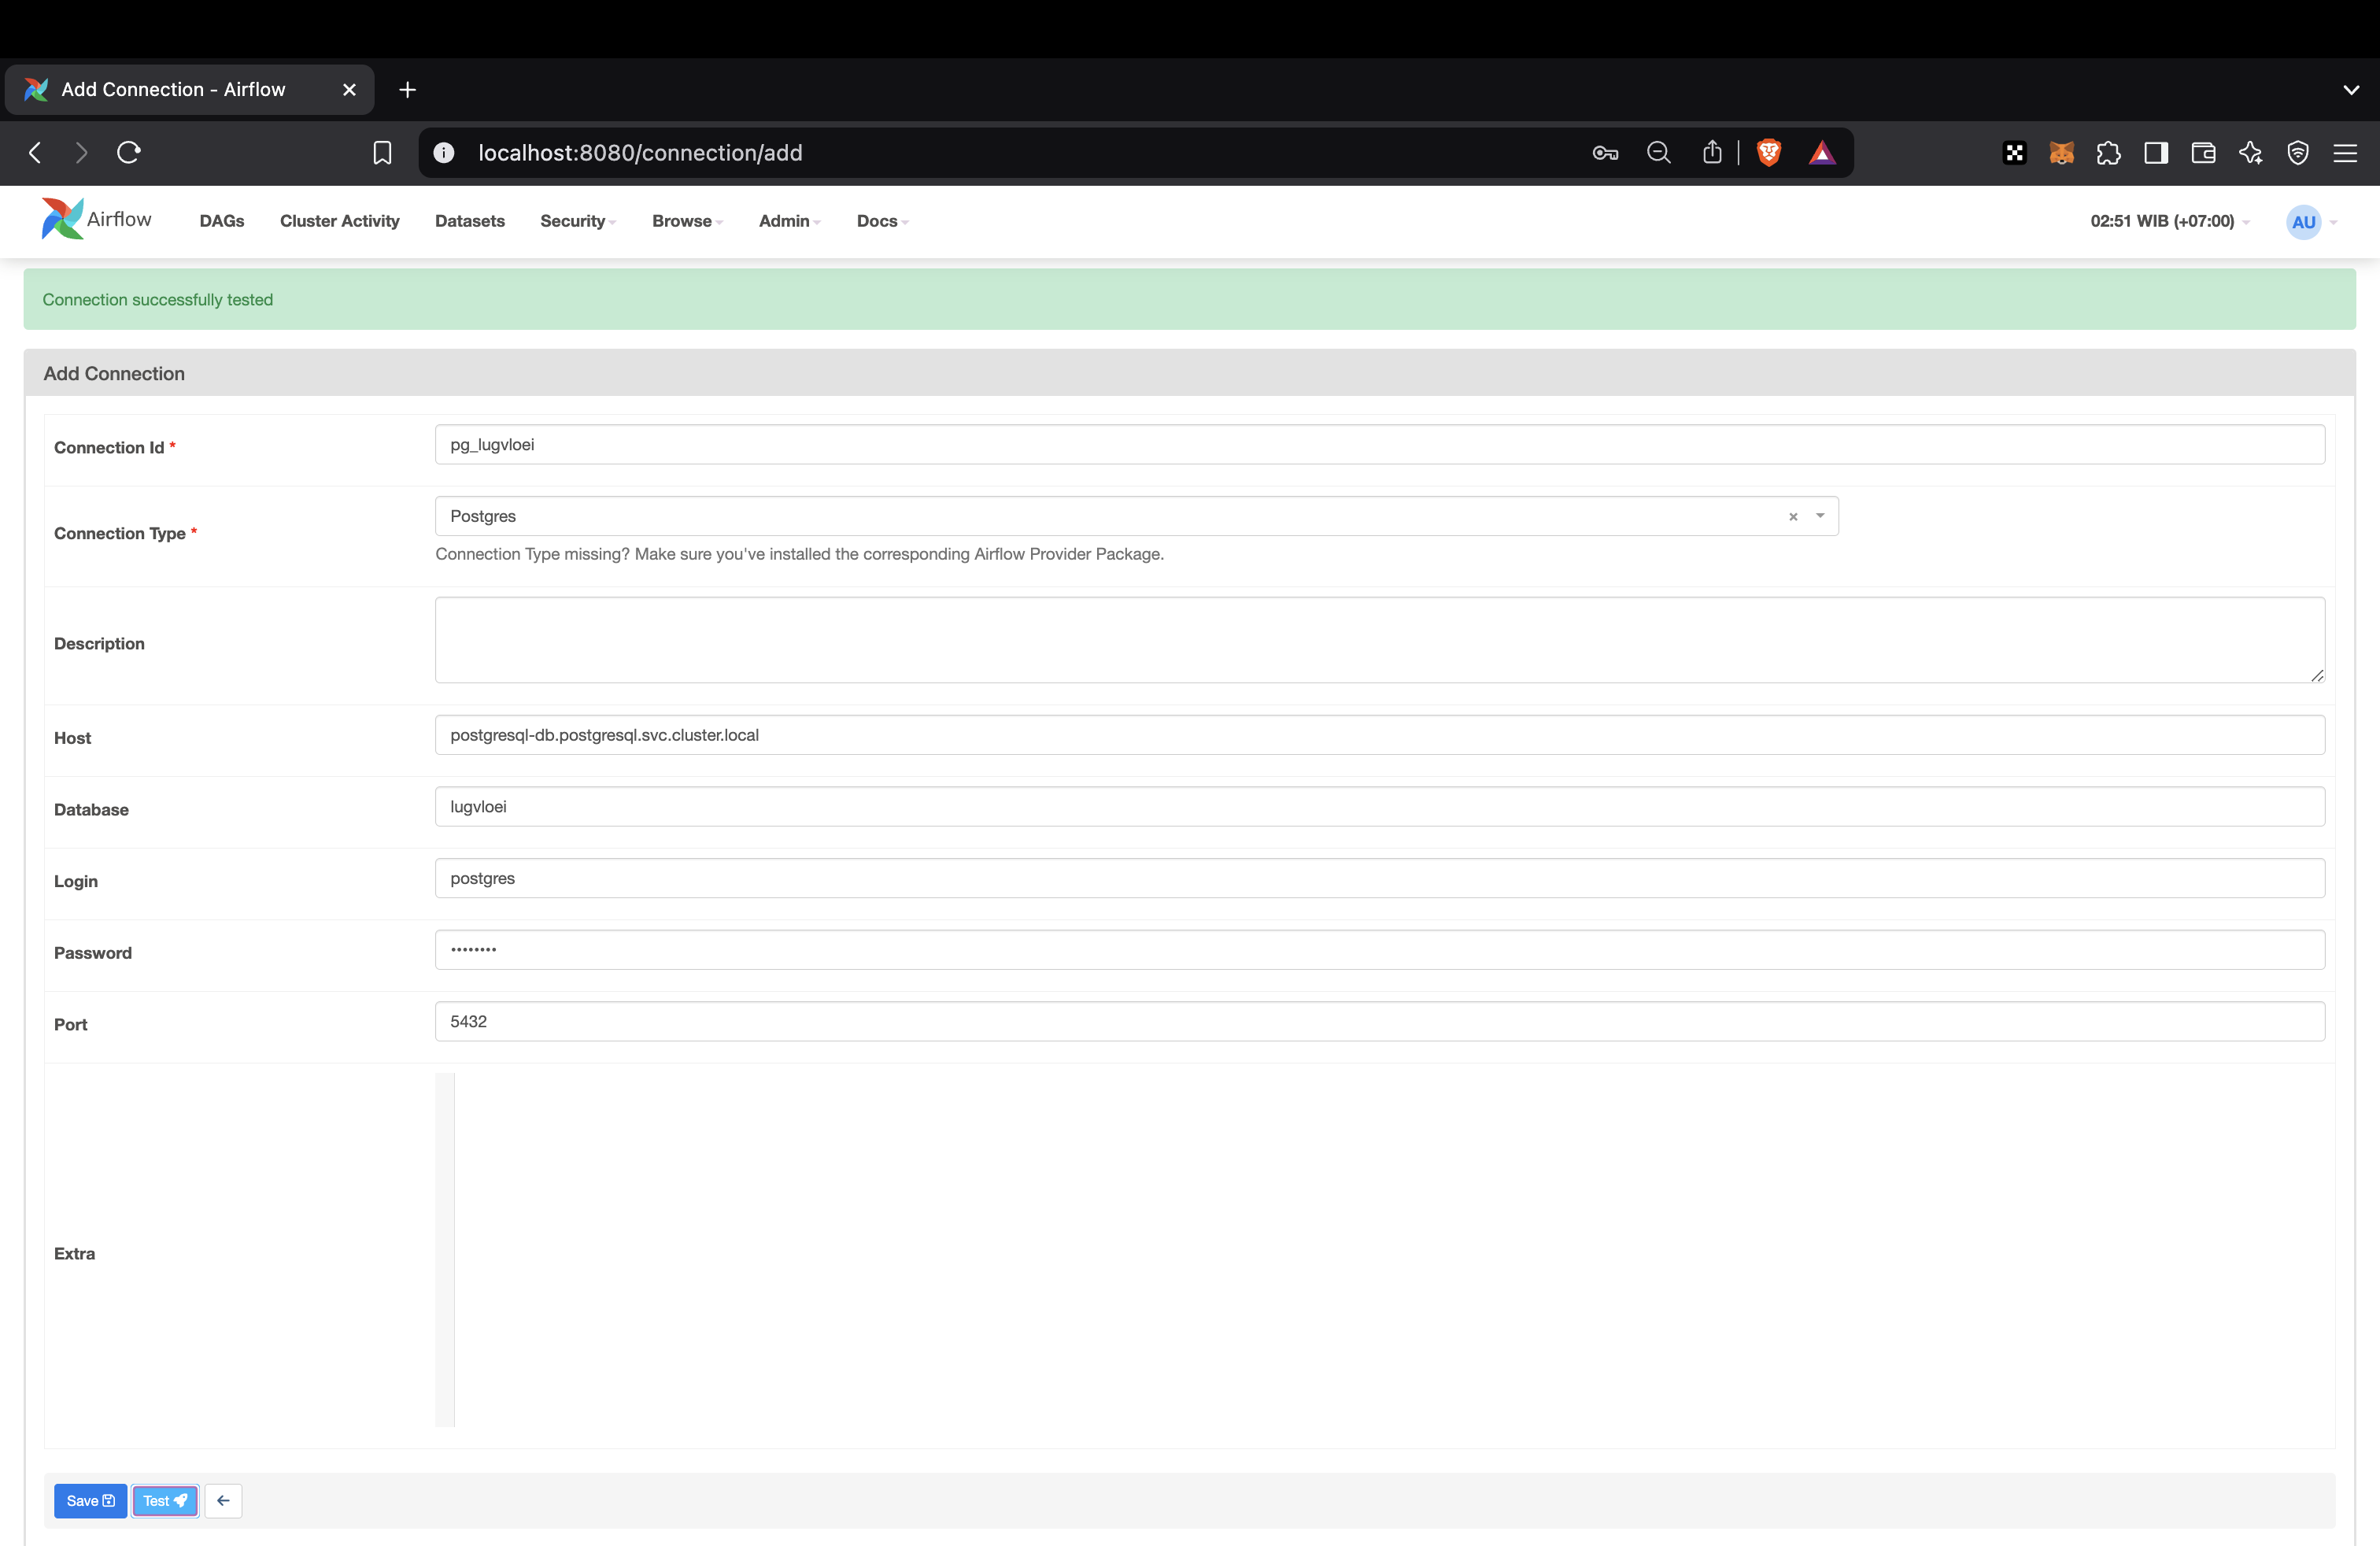 Add Connection - Airflow
localhost:8080/connection/add
Airflow DAGs Cluster Activity Datasets Security Browse Admin Docs 02:51 WIB (+07:00) AU
Connection successfully tested
Add Connection
Connection Id * pg_lugvloei
Connection Type * Postgres
Connection Type missing? Make sure you've installed the corresponding Airflow Provider Package.
Description
Host postgresql-db.postgresql.svc.cluster.local
Database lugvloei
Login postgres
Password ••••••••
Port 5432
Extra
Save Test